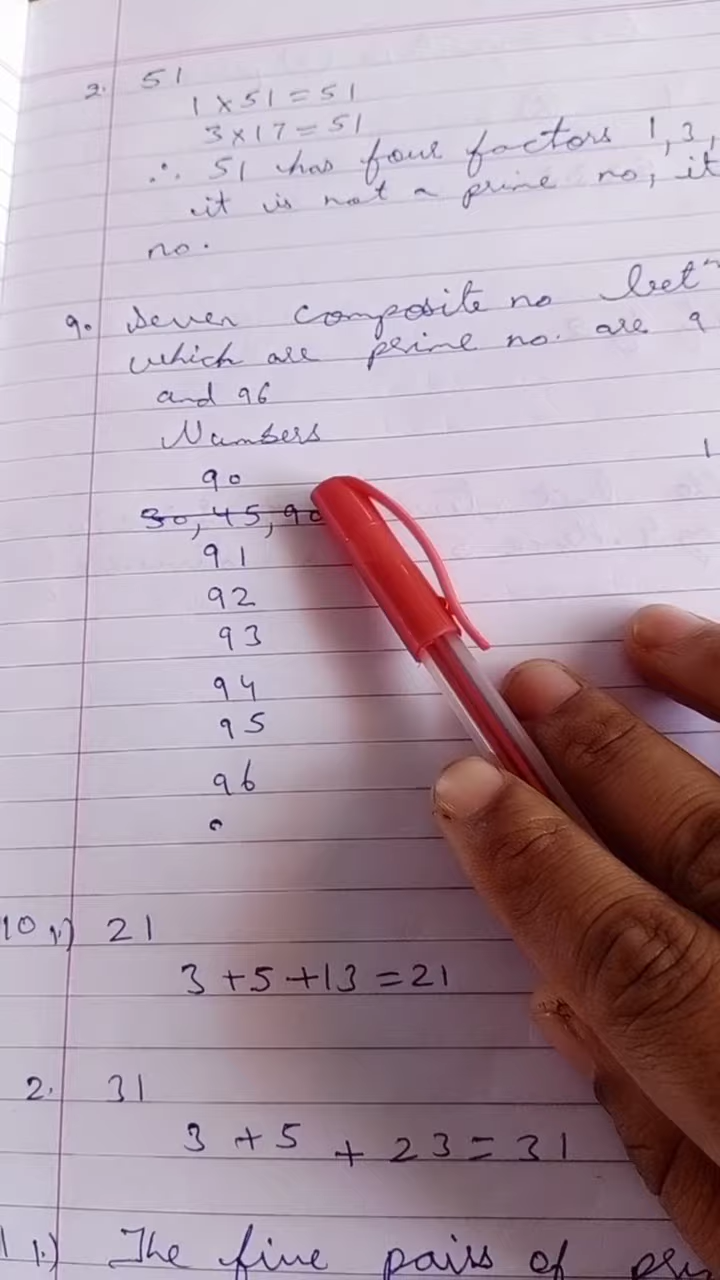 2. 51
1 x 51 = 51
3 x 17 = 51
∴ 51 has four factors 1, 3,
it is not a prime no, it
no.
9. Seven composite no betn
which are prime no. are 9
and 96
Numbers
90
30, 45, 90
91
92
93
94
95
96
10 1.) 21
3 + 5 + 13 = 21
2. 31
3 + 5 + 23 = 31
1.) The five pairs of pri